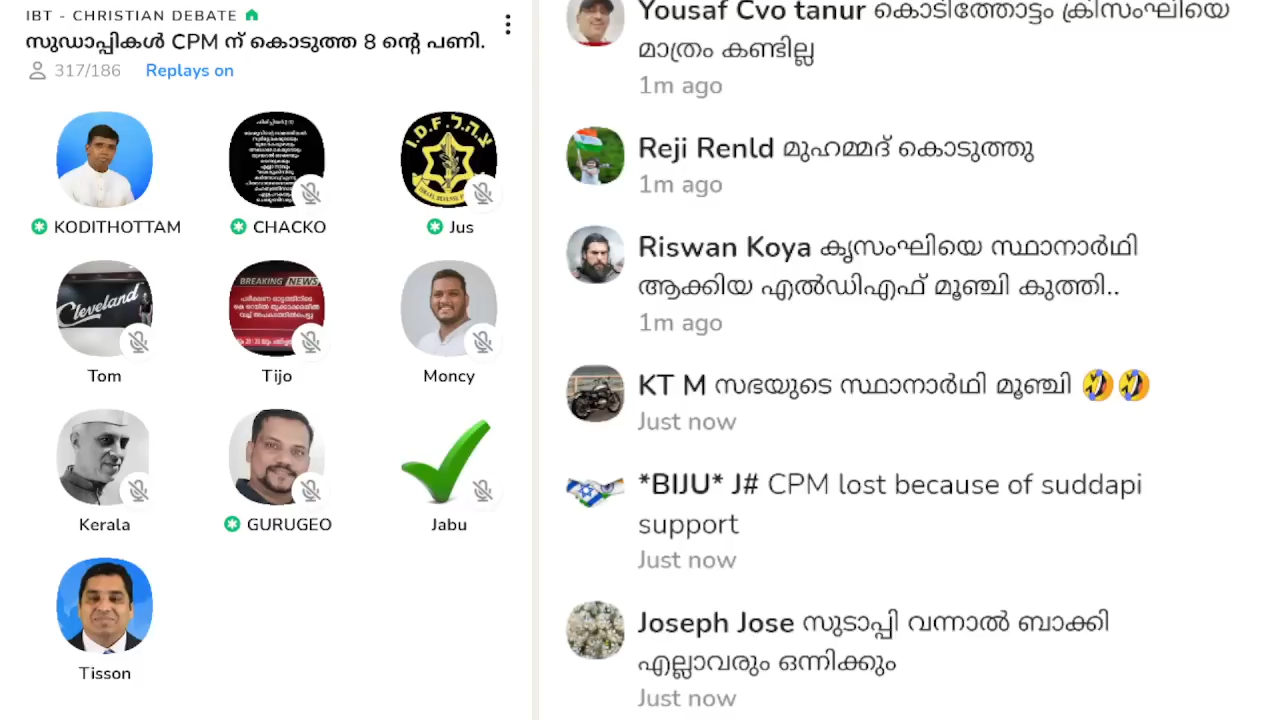 IBT - CHRISTIAN DEBATE
സുഡാപ്പികൾ CPM ന് കൊടുത്ത 8 ൻ്റെ പണി.
317/186 Replays on
I.D.F. צ.ה.ל.
KODITHOTTAM
CHACKO
Jus
Cleveland
BREAKING NEWS
Tom
Tijo
Moncy
Kerala
GURUGEO
Jabu
Tisson
Yousaf Cvo tanur കൊടിത്തോട്ടം ക്രിസംഘിയെ
മാത്രം കണ്ടില്ല
1m ago
Reji Renld മുഹമ്മദ് കൊടുത്തു
1m ago
Riswan Koya കൃസംഘിയെ സ്ഥാനാർഥി
ആക്കിയ എൽഡിഎഫ് മൂഞ്ചി കുത്തി..
1m ago
KT M സഭയുടെ സ്ഥാനാർഥി മൂഞ്ചി 🤣🤣
Just now
*BIJU* J# CPM lost because of suddapi
support
Just now
Joseph Jose സുടാപ്പി വന്നാൽ ബാക്കി
എല്ലാവരും ഒന്നിക്കും
Just now